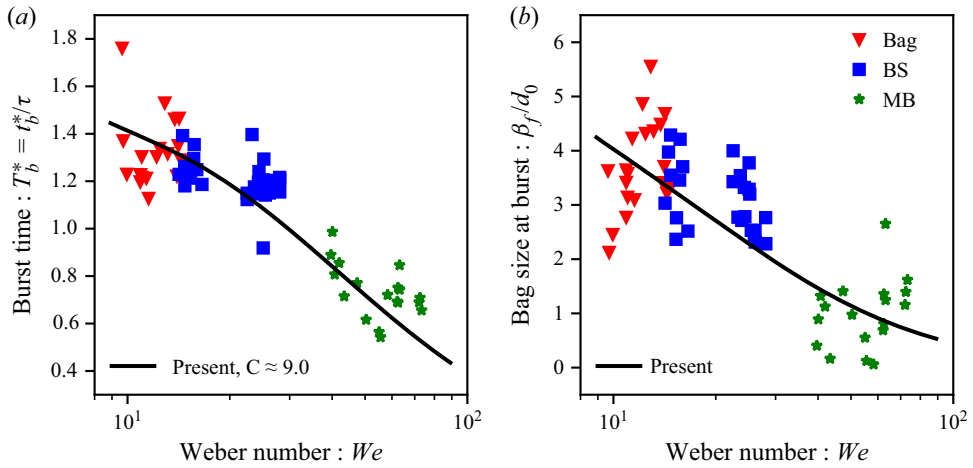 (a)
1.8
1.6
1.4
1.2
1.0
0.8
0.6
0.4
Burst time : T_b^* = t_b^*/τ
Present, C ≈ 9.0
10^1
10^2
Weber number : We
(b)
6
5
4
3
2
1
0
Bag size at burst : β_f/d_0
Bag
BS
MB
Present
10^1
10^2
Weber number : We